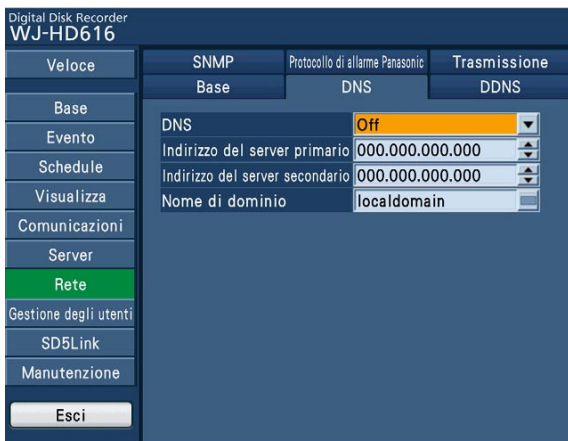 Digital Disk Recorder
WJ-HD616
Veloce
Base
Evento
Schedule
Visualizza
Comunicazioni
Server
Rete
Gestione degli utenti
SD5Link
Manutenzione
Esci
SNMP Protocollo di allarme Panasonic Trasmissione
Base DNS DDNS
DNS Off
Indirizzo del server primario 000.000.000.000
Indirizzo del server secondario 000.000.000.000
Nome di dominio localdomain